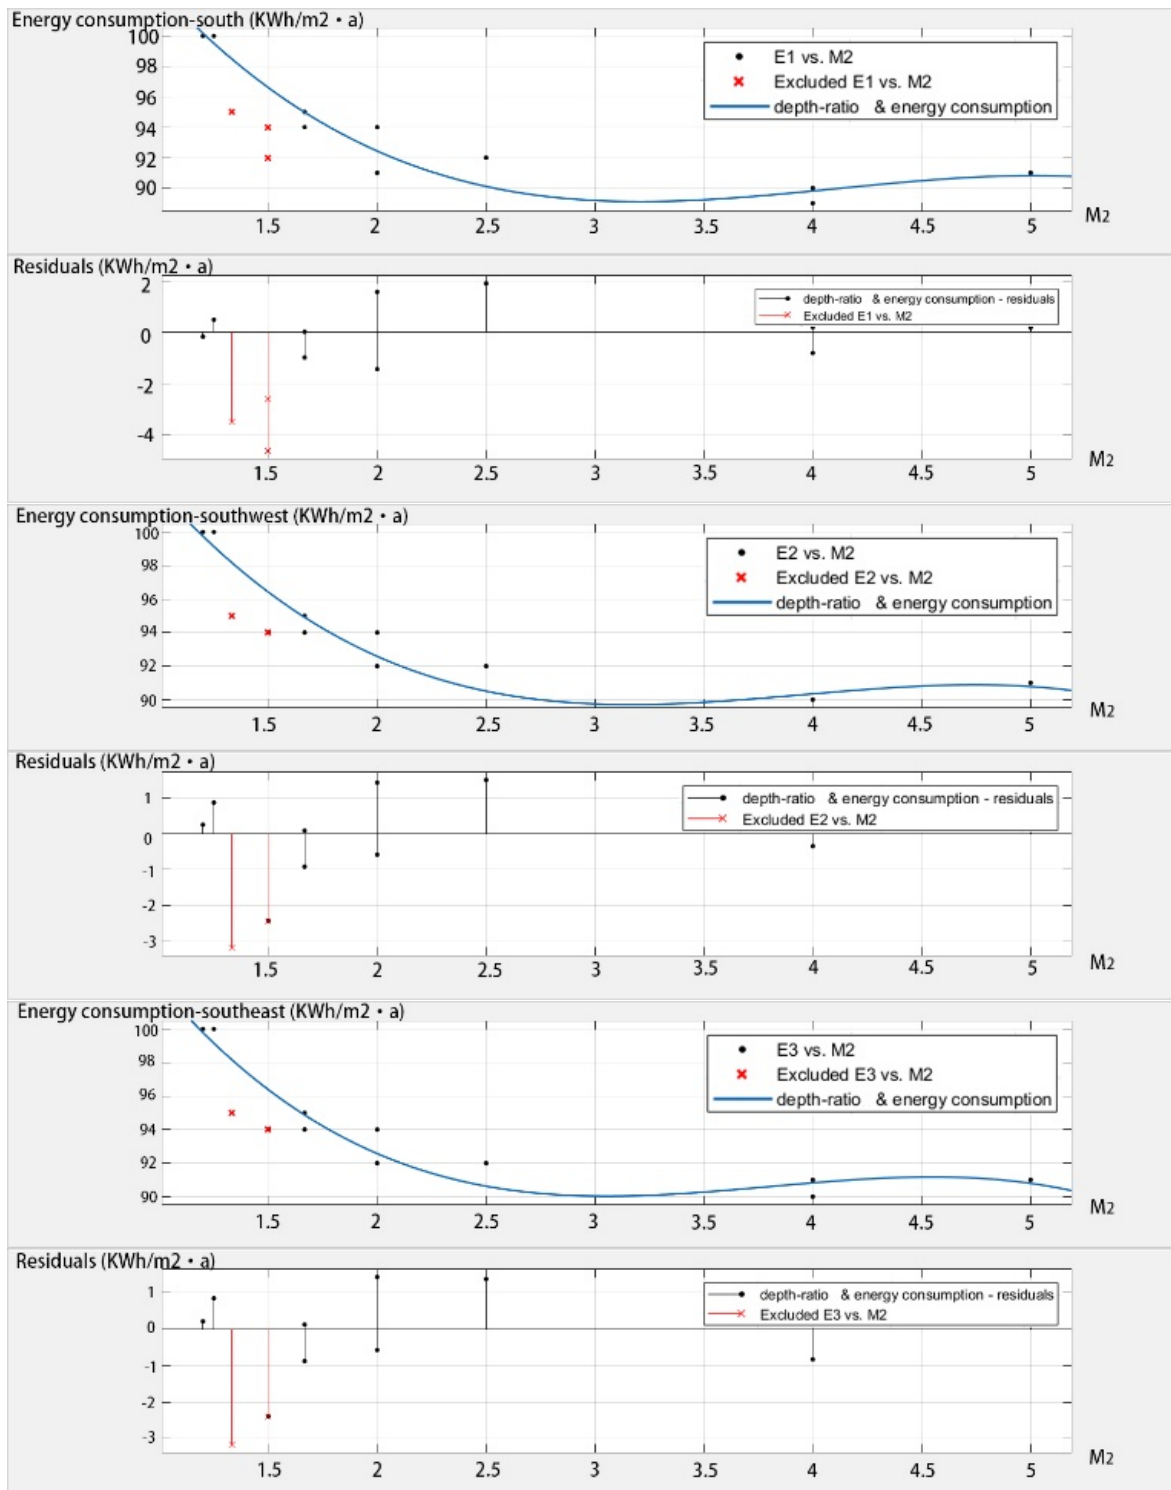 Energy consumption-south (KWh/m2 • a)
100
98
96
94
92
90
E1 vs. M2
Excluded E1 vs. M2
depth-ratio & energy consumption
1.5 2 2.5 3 3.5 4 4.5 5 M2
Residuals (KWh/m2 • a)
2
0
-2
-4
depth-ratio & energy consumption - residuals
Excluded E1 vs. M2
1.5 2 2.5 3 3.5 4 4.5 5 M2
Energy consumption-southwest (KWh/m2 • a)
100
98
96
94
92
90
E2 vs. M2
Excluded E2 vs. M2
depth-ratio & energy consumption
1.5 2 2.5 3 3.5 4 4.5 5 M2
Residuals (KWh/m2 • a)
1
0
-1
-2
-3
depth-ratio & energy consumption - residuals
Excluded E2 vs. M2
1.5 2 2.5 3 3.5 4 4.5 5 M2
Energy consumption-southeast (KWh/m2 • a)
100
98
96
94
92
90
E3 vs. M2
Excluded E3 vs. M2
depth-ratio & energy consumption
1.5 2 2.5 3 3.5 4 4.5 5 M2
Residuals (KWh/m2 • a)
1
0
-1
-2
-3
depth-ratio & energy consumption - residuals
Excluded E3 vs. M2
1.5 2 2.5 3 3.5 4 4.5 5 M2